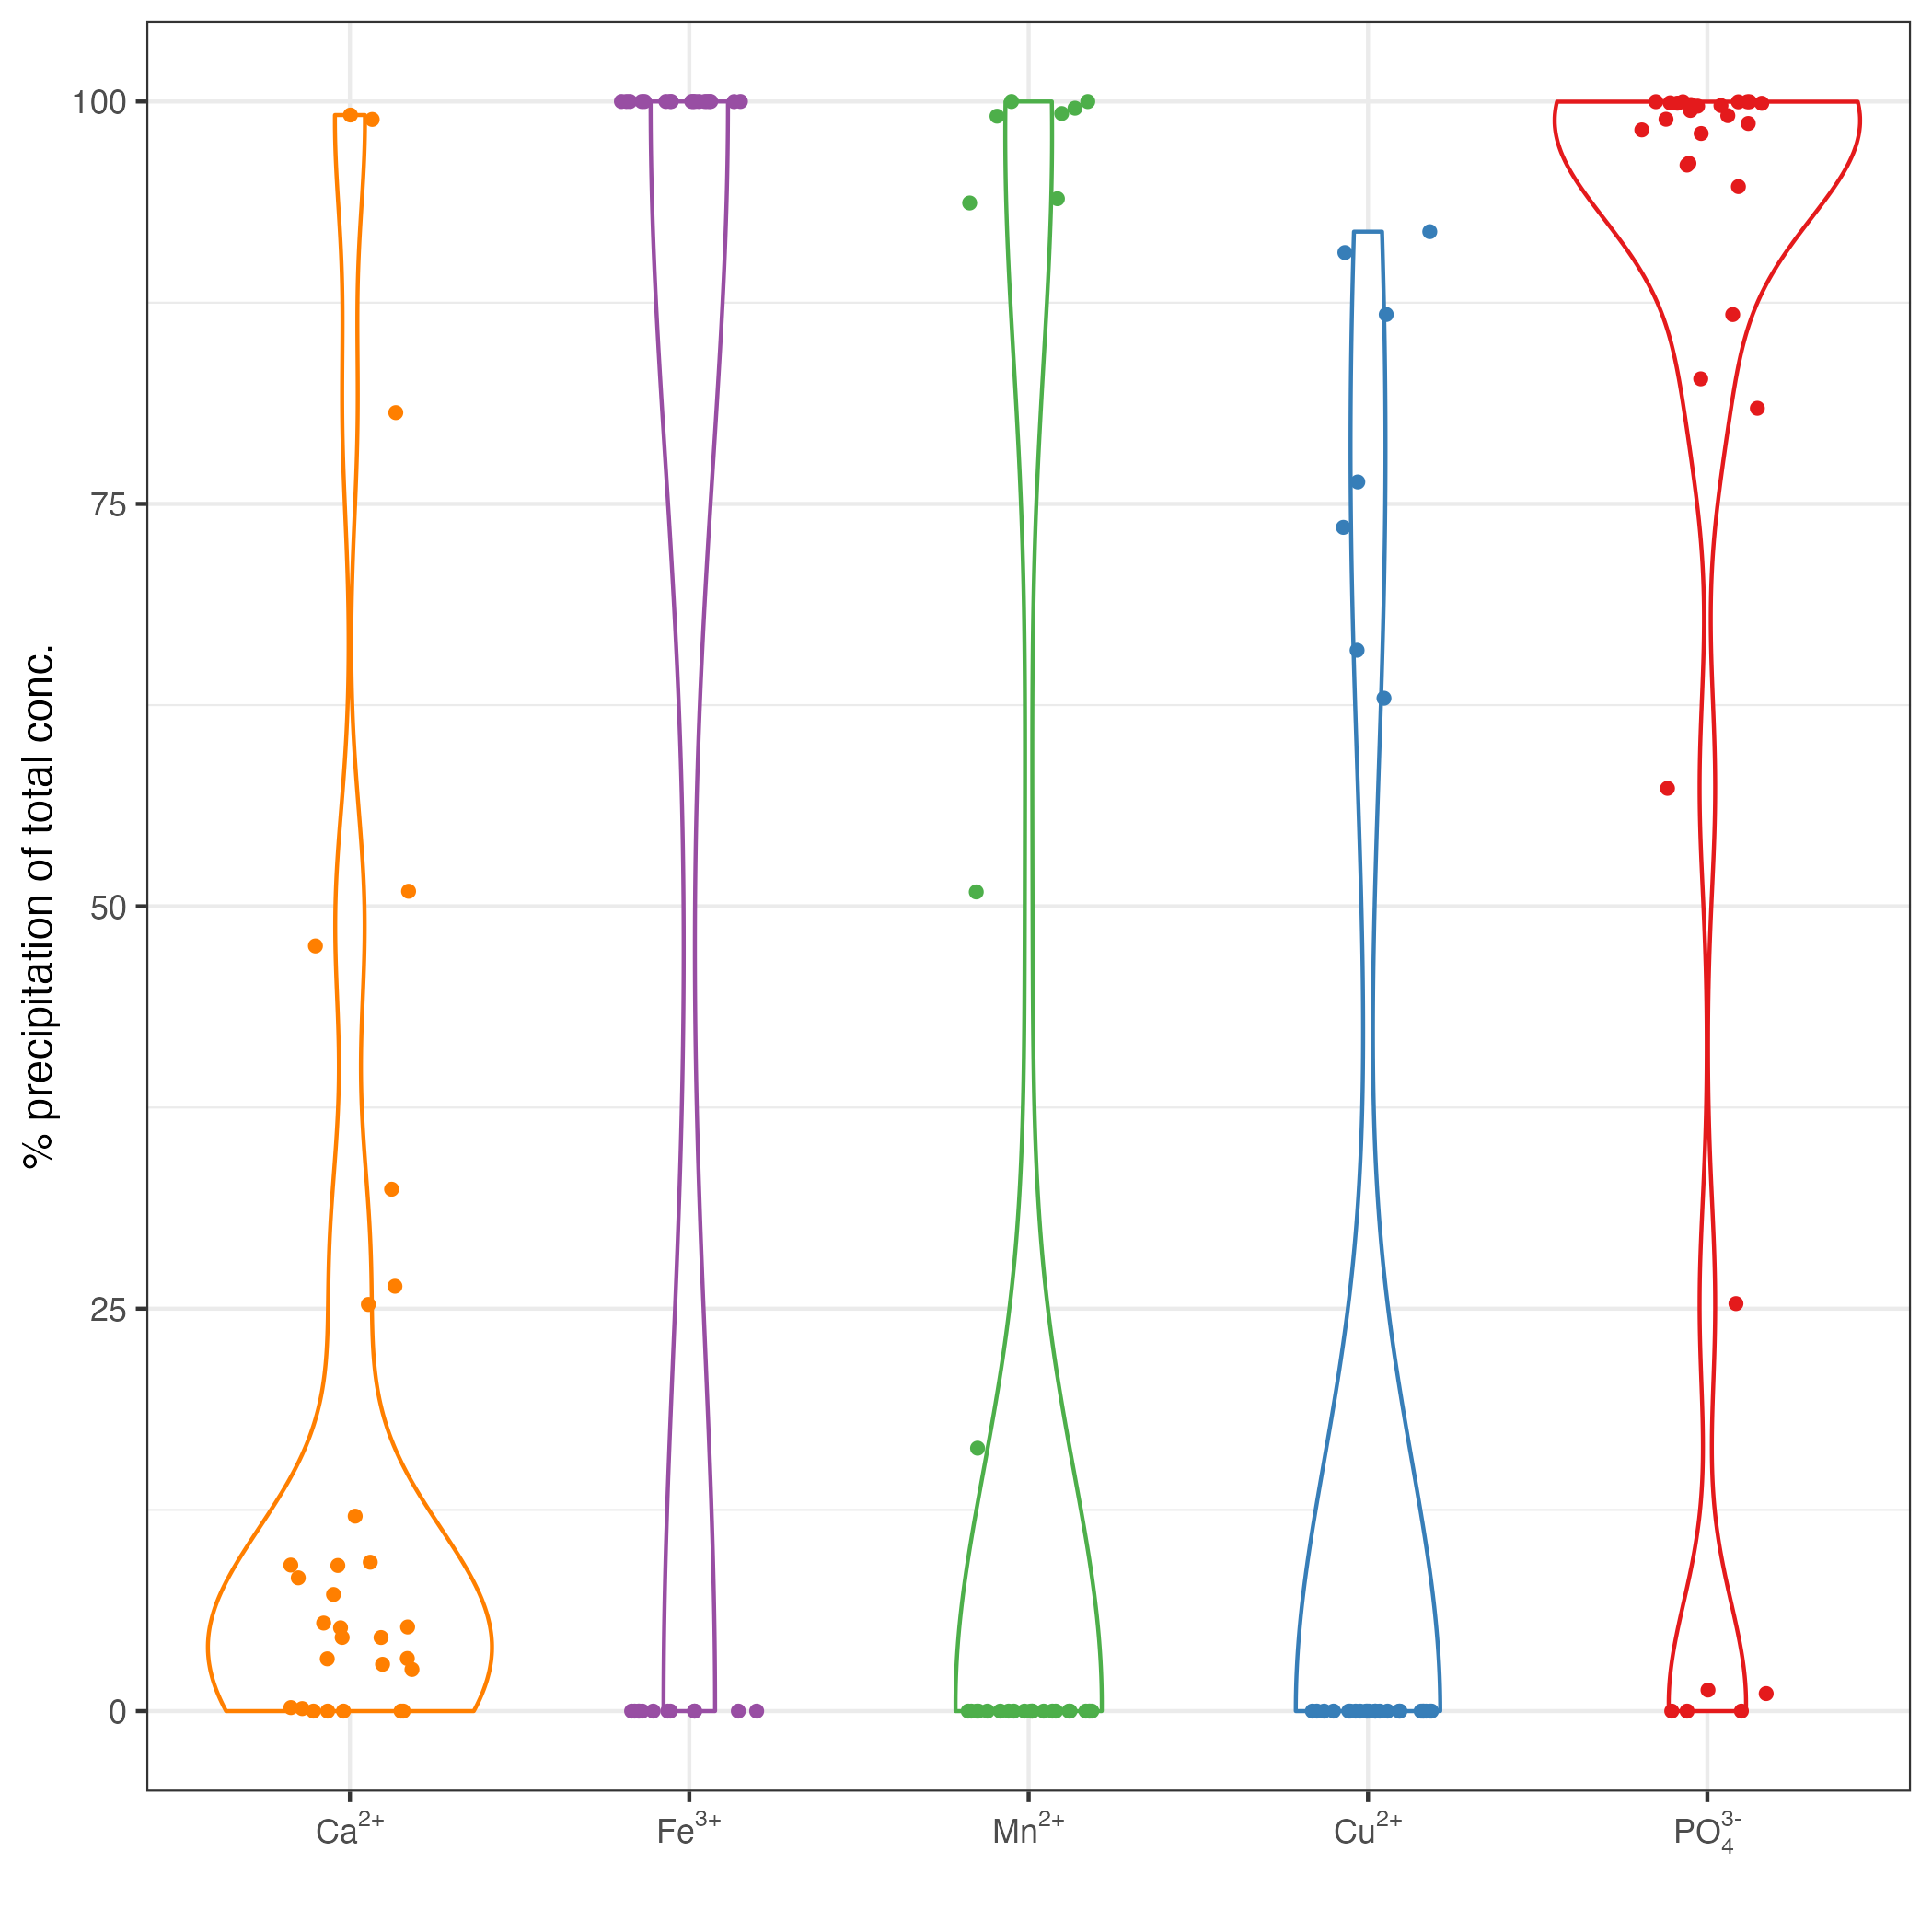 % precipitation of total conc.
100
75
50
25
0
Ca²⁺ Fe³⁺ Mn²⁺ Cu²⁺ PO₄³⁻